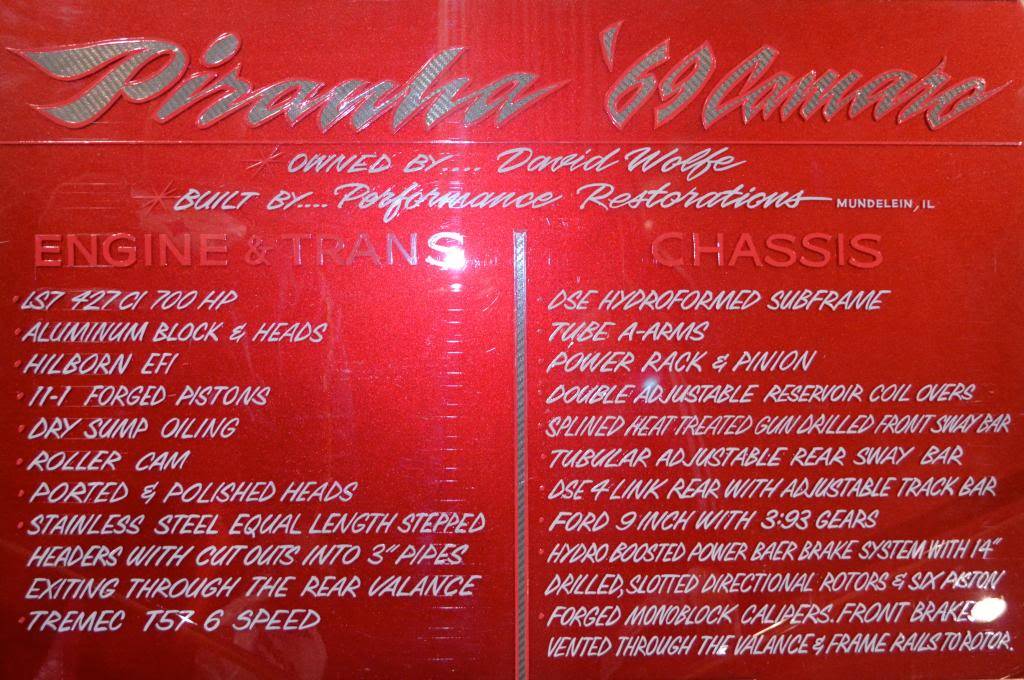 Piranha '69 Camaro
* OWNED BY.... David Wolfe
* BUILT BY.... Performance Restorations MUNDELEIN, IL
ENGINE & TRANS
· LS7 427 CI 700 HP
· ALUMINUM BLOCK & HEADS
· HILBORN EFI
· 11-1 FORGED PISTONS
· DRY SUMP OILING
· ROLLER CAM
· PORTED & POLISHED HEADS
· STAINLESS STEEL EQUAL LENGTH STEPPED
HEADERS WITH CUT OUTS INTO 3" PIPES
EXITING THROUGH THE REAR VALANCE
· TREMEC T57 6 SPEED
CHASSIS
· DSE HYDROFORMED SUBFRAME
· TUBE A-ARMS
· POWER RACK & PINION
· DOUBLE ADJUSTABLE RESERVOIR COIL OVERS
· SPLINED HEAT TREATED GUN DRILLED FRONT SWAY BAR
· TUBULAR ADJUSTABLE REAR SWAY BAR
· DSE 4 LINK REAR WITH ADJUSTABLE TRACK BAR
· FORD 9 INCH WITH 3:93 GEARS
· HYDRO BOOSTED POWER BAER BRAKE SYSTEM WITH 14"
DRILLED, SLOTTED DIRECTIONAL ROTORS & SIX PISTON
· FORGED MONOBLOCK CALIPERS. FRONT BRAKES
VENTED THROUGH THE VALANCE & FRAME RAILS TO ROTOR.